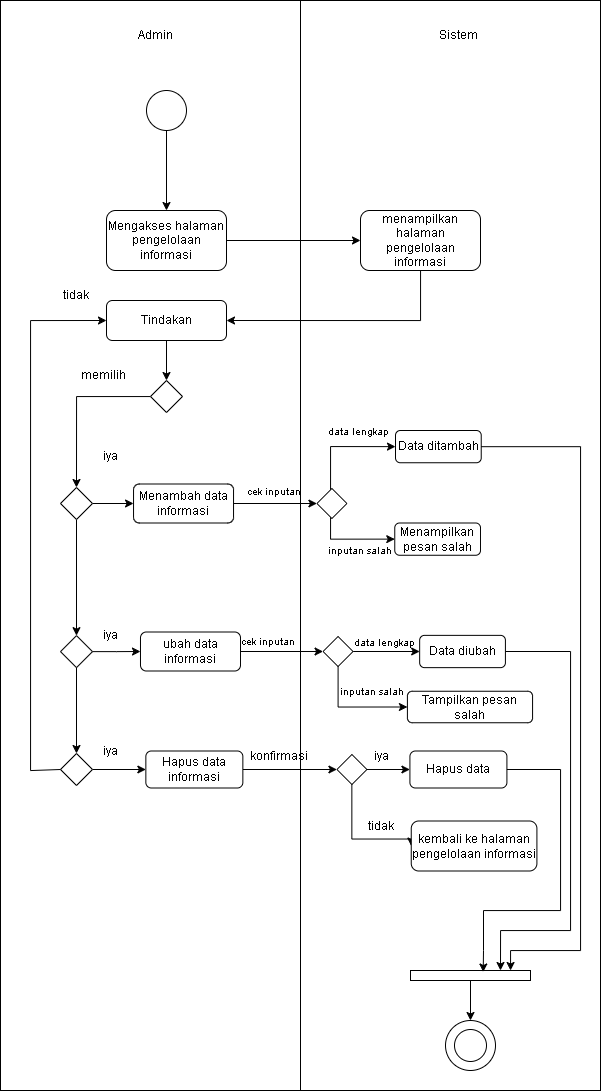 Admin
Sistem
Mengakses halaman
pengelolaan
informasi
menampilkan
halaman
pengelolaan
informasi
tidak
Tindakan
memilih
iya
Menambah data
informasi
cek inputan
data lengkap
Data ditambah
inputan salah
Menampilkan
pesan salah
iya
ubah data
informasi
cek inputan
data lengkap
Data diubah
inputan salah
Tampilkan pesan
salah
iya
Hapus data
informasi
konfirmasi
iya
Hapus data
tidak
kembali ke halaman
pengelolaan informasi